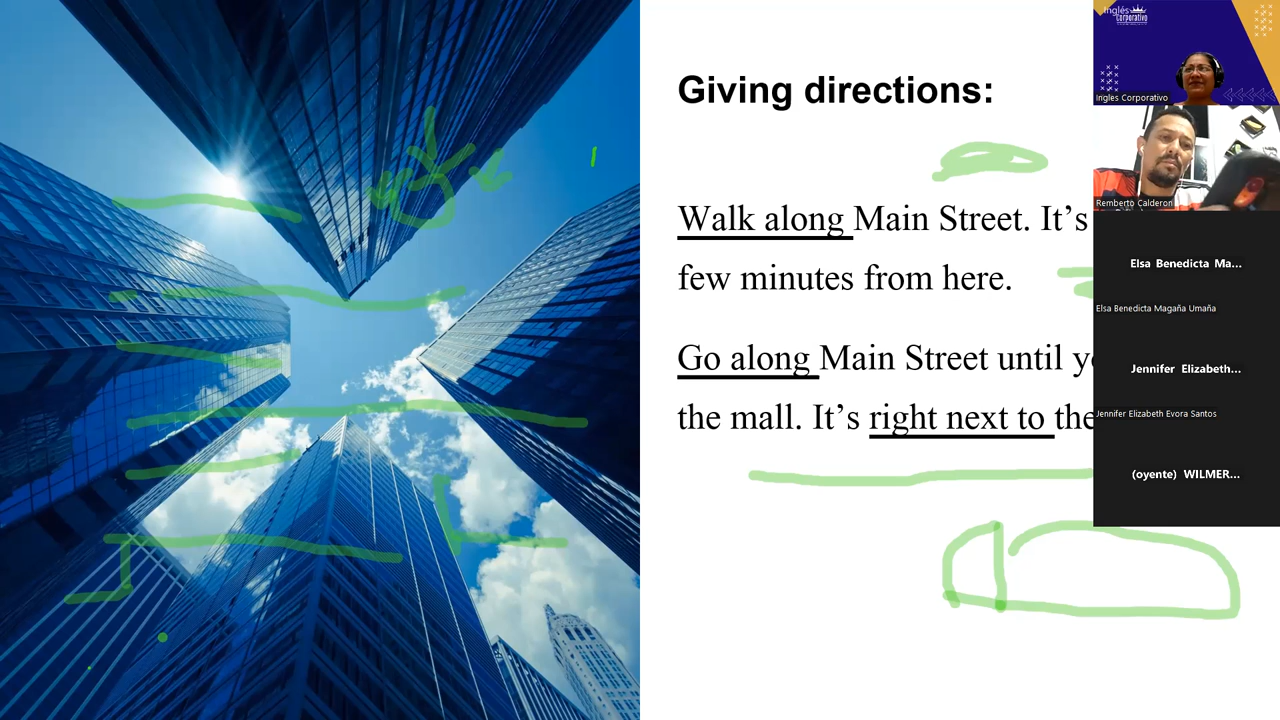 Giving directions:
Walk along Main Street. It’s
few minutes from here.
Go along Main Street until
the mall. It’s right next to the
Inglés
corporativo
Ingles Corporativo
Remberto Calderon
Elsa Benedicta Ma...
Elsa Benedicta Magaña Umaña
Jennifer Elizabeth...
Jennifer Elizabeth Evora Santos
(oyente) WILMER...